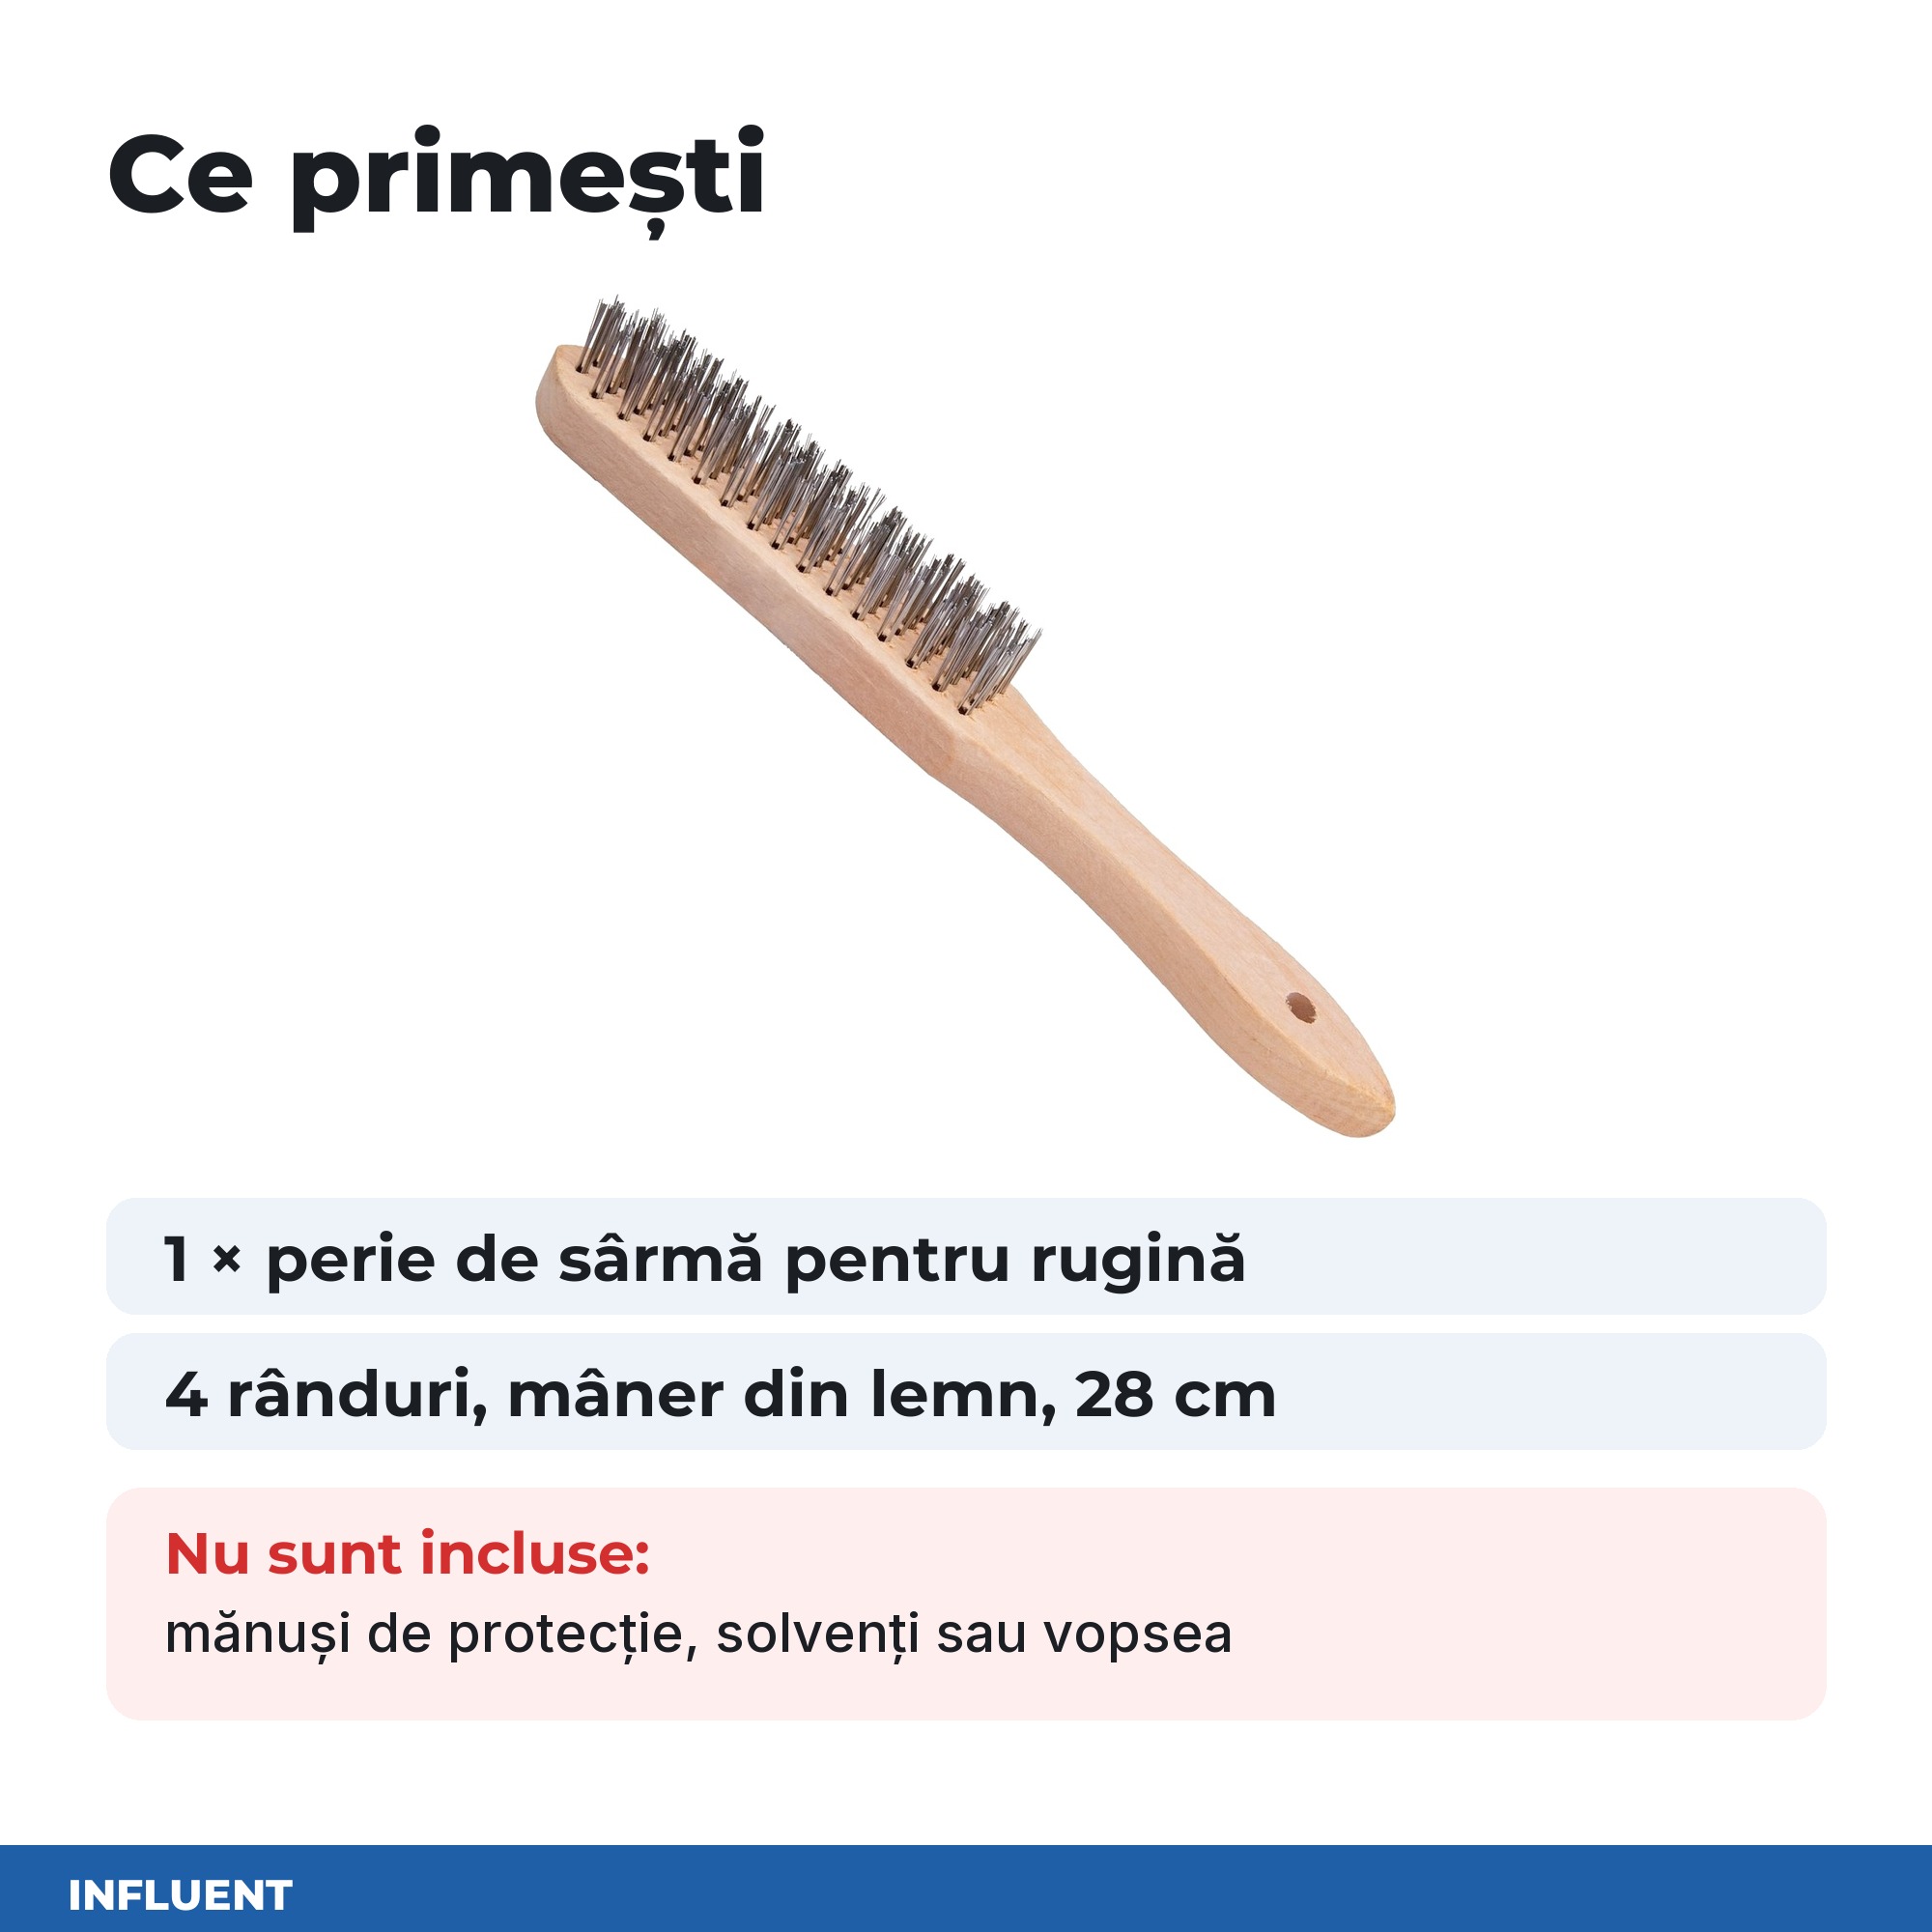 Ce primești
1 × perie de sârmă pentru rugină
4 rânduri, mâner din lemn, 28 cm
Nu sunt incluse:
mănuși de protecție, solvenți sau vopsea
INFLUENT